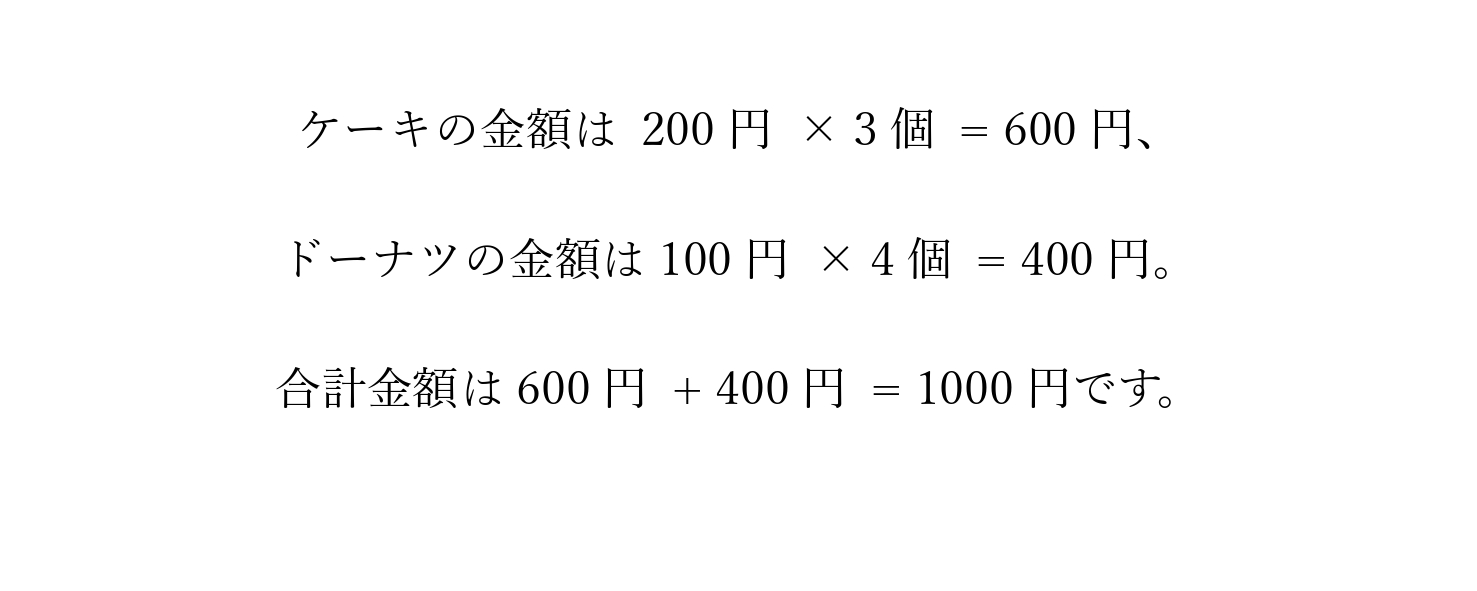 ケーキの金額は 200 円 × 3 個 = 600 円、
ドーナツの金額は 100 円 × 4 個 = 400 円。
合計金額は 600 円 + 400 円 = 1000 円です。